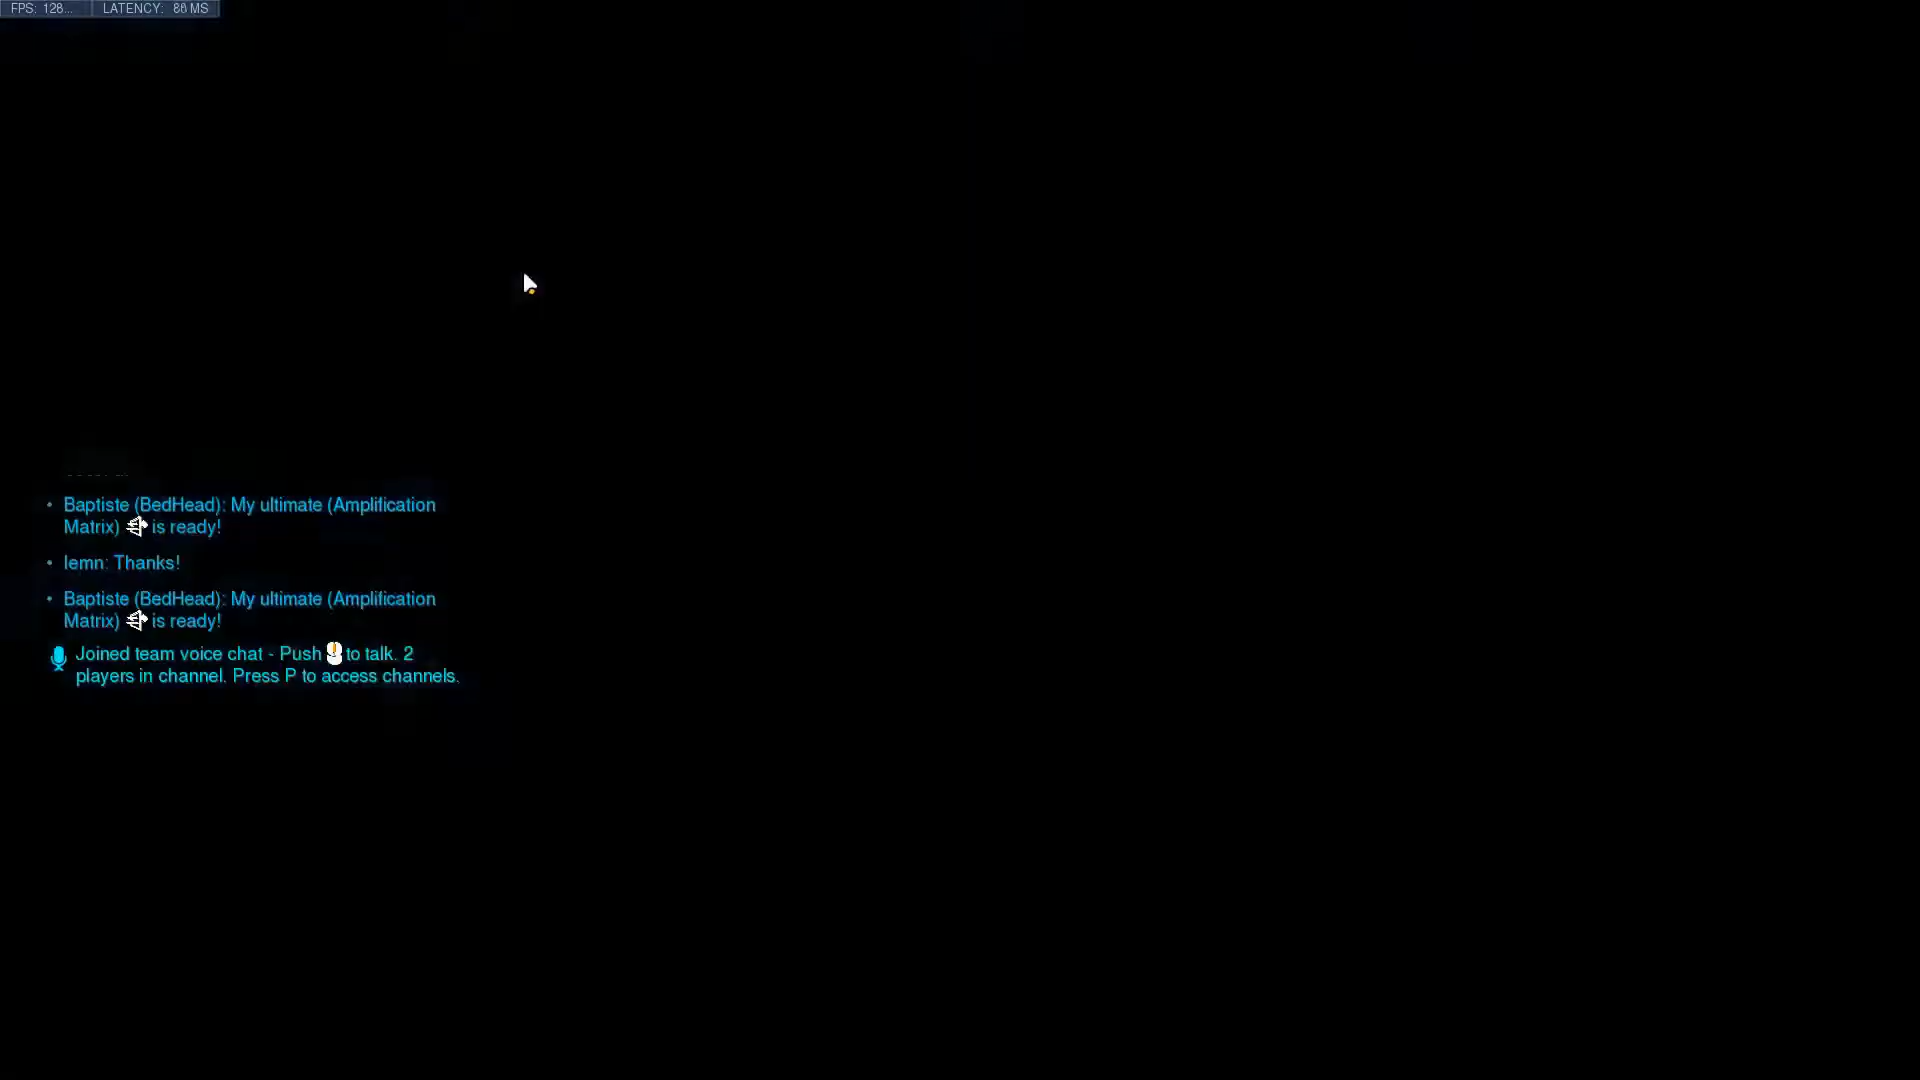 FPS: 128... LATENCY: 86 MS
• Baptiste (BedHead): My ultimate (Amplification
Matrix) is ready!
• lemn: Thanks!
• Baptiste (BedHead): My ultimate (Amplification
Matrix) is ready!
Joined team voice chat - Push to talk. 2
players in channel. Press P to access channels.